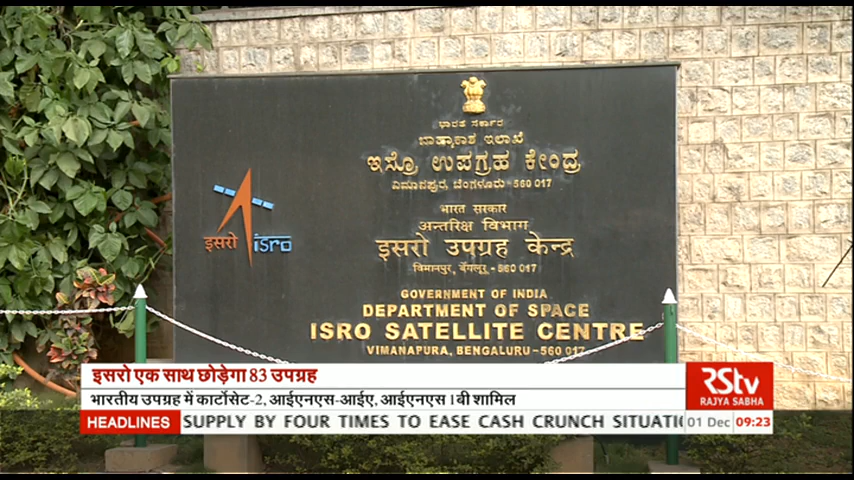 ಭಾರತ ಸರ್ಕಾರ
ಬಾಹ್ಯಾಕಾಶ ಇಲಾಖೆ
ಇಸ್ರೊ ಉಪಗ್ರಹ ಕೇಂದ್ರ
ವಿಮಾನಪುರ, ಬೆಂಗಳೂರು - 560 017
भारत सरकार
अन्तरिक्ष विभाग
इसरो उपग्रह केन्द्र
विमानपुर, बेंगलूर - 560 017
इसरो isro
GOVERNMENT OF INDIA
DEPARTMENT OF SPACE
ISRO SATELLITE CENTRE
VIMANAPURA, BENGALURU - 560 017
इसरो एक साथ छोड़ेगा 83 उपग्रह
भारतीय उपग्रह में कार्टोसेट-2, आईएनएस-आईए, आईएनएस । बी शामिल
RSTV
RAJYA SABHA
HEADLINES SUPPLY BY FOUR TIMES TO EASE CASH CRUNCH SITUATI
01 Dec 09:23